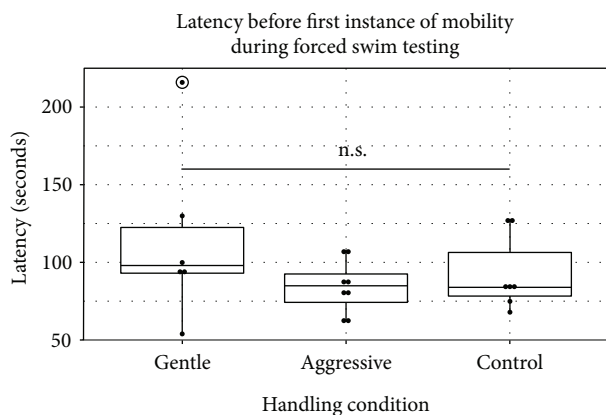 Latency before first instance of mobility
during forced swim testing
Latency (seconds)
200
150
100
50
n.s.
Gentle Aggressive Control
Handling condition